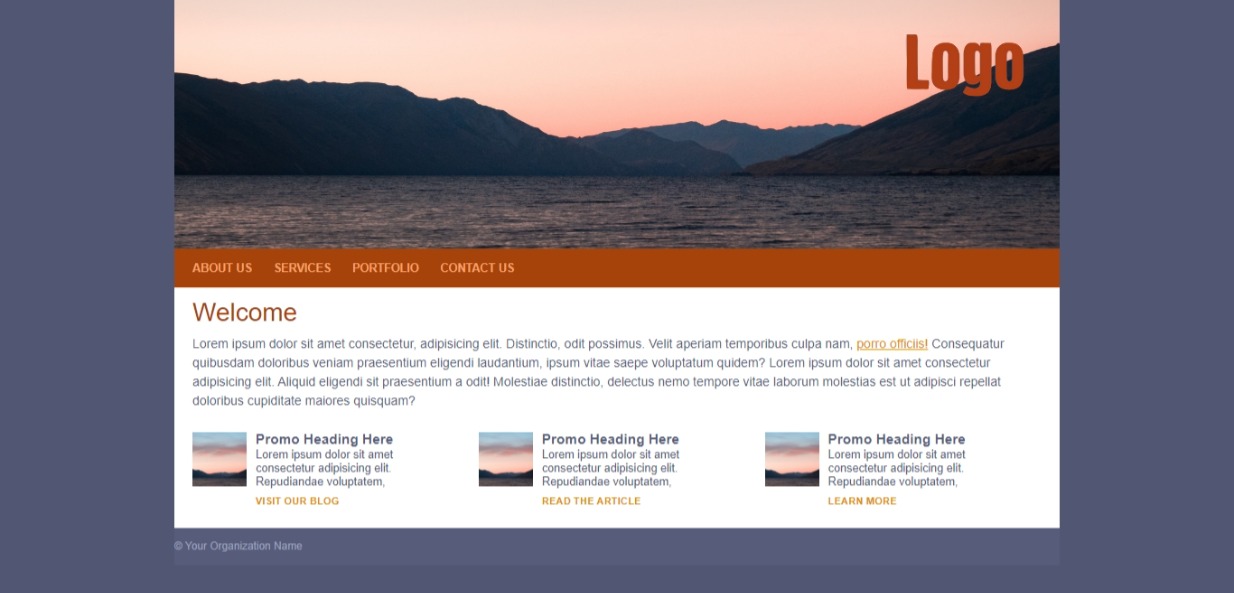 Logo
ABOUT US SERVICES PORTFOLIO CONTACT US
Welcome
Lorem ipsum dolor sit amet consectetur, adipisicing elit. Distinctio, odit possimus. Velit aperiam temporibus culpa nam, porro officiis! Consequatur
quibusdam doloribus veniam praesentium eligendi laudantium, ipsum vitae saepe voluptatum quidem? Lorem ipsum dolor sit amet consectetur
adipisicing elit. Aliquid eligendi sit praesentium a odit! Molestiae distinctio, delectus nemo tempore vitae laborum molestias est ut adipisci repellat
doloribus cupiditate maiores quisquam?
Promo Heading Here
Lorem ipsum dolor sit amet
consectetur adipisicing elit.
Repudiandae voluptatem,
VISIT OUR BLOG
Promo Heading Here
Lorem ipsum dolor sit amet
consectetur adipisicing elit.
Repudiandae voluptatem,
READ THE ARTICLE
Promo Heading Here
Lorem ipsum dolor sit amet
consectetur adipisicing elit.
Repudiandae voluptatem,
LEARN MORE
© Your Organization Name